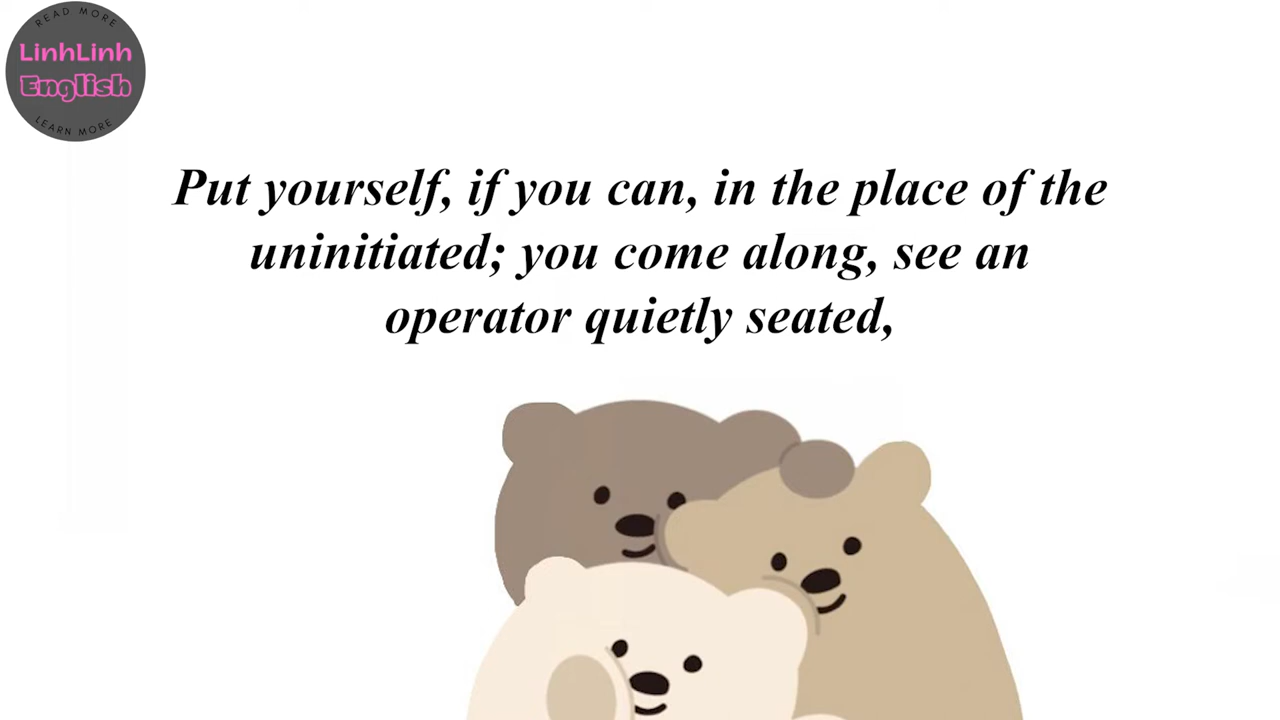 READ MORE
LinhLinh
English
LEARN MORE
Put yourself, if you can, in the place of the
uninitiated; you come along, see an
operator quietly seated,